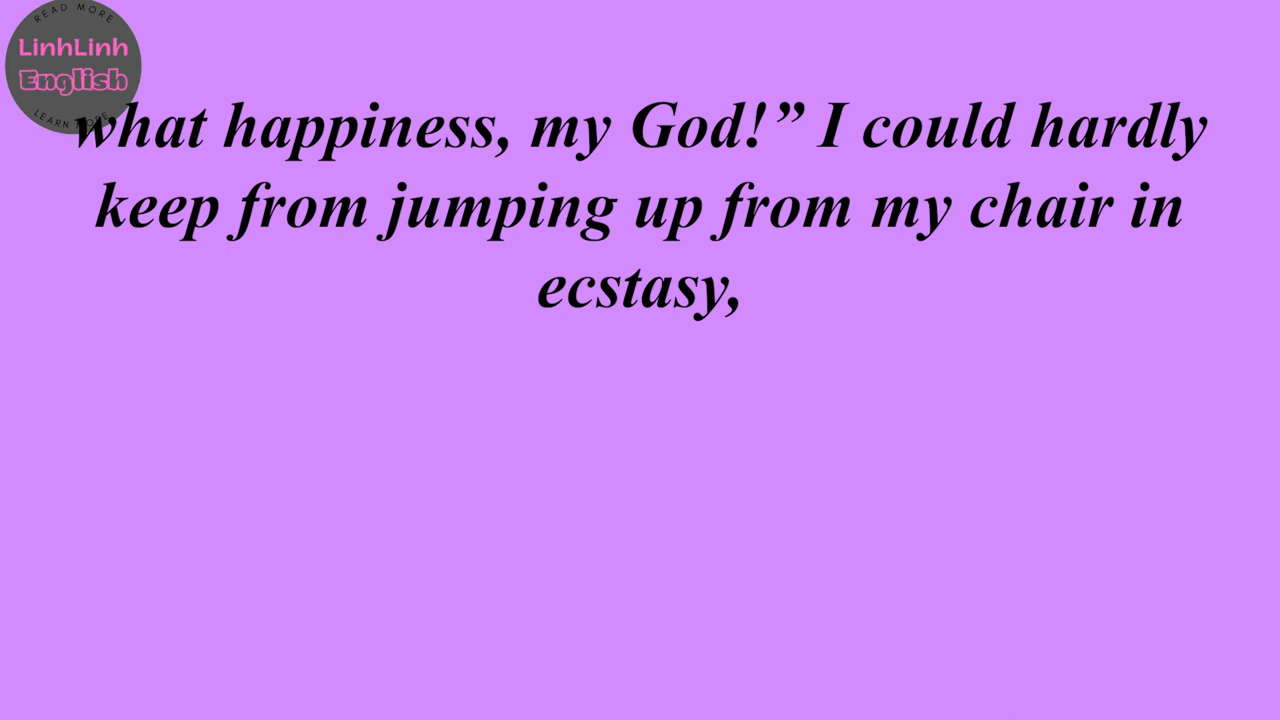 READ MORE
LinhLinh
English
LEARN MORE
what happiness, my God!” I could hardly
keep from jumping up from my chair in
ecstasy,